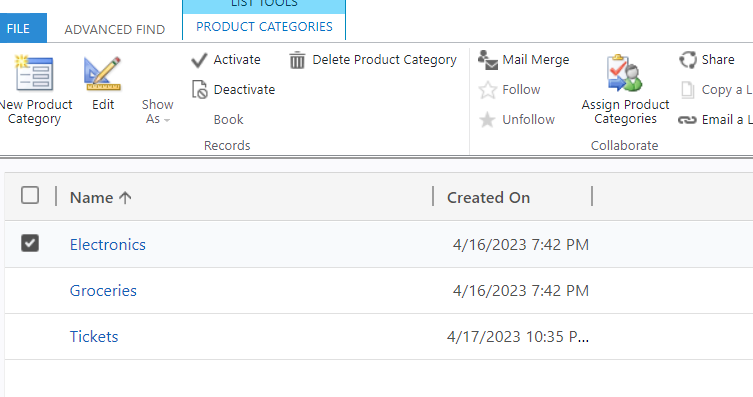 LIST TOOLS
FILE
ADVANCED FIND
PRODUCT CATEGORIES
New Product
Category
Edit
Show
As
Activate
Deactivate
Book
Delete Product Category
Records
Mail Merge
Follow
Unfollow
Assign Product
Categories
Share
Copy a L
Email a L
Collaborate
Name
Created On
Electronics 4/16/2023 7:42 PM
Groceries 4/16/2023 7:42 PM
Tickets 4/17/2023 10:35 P...